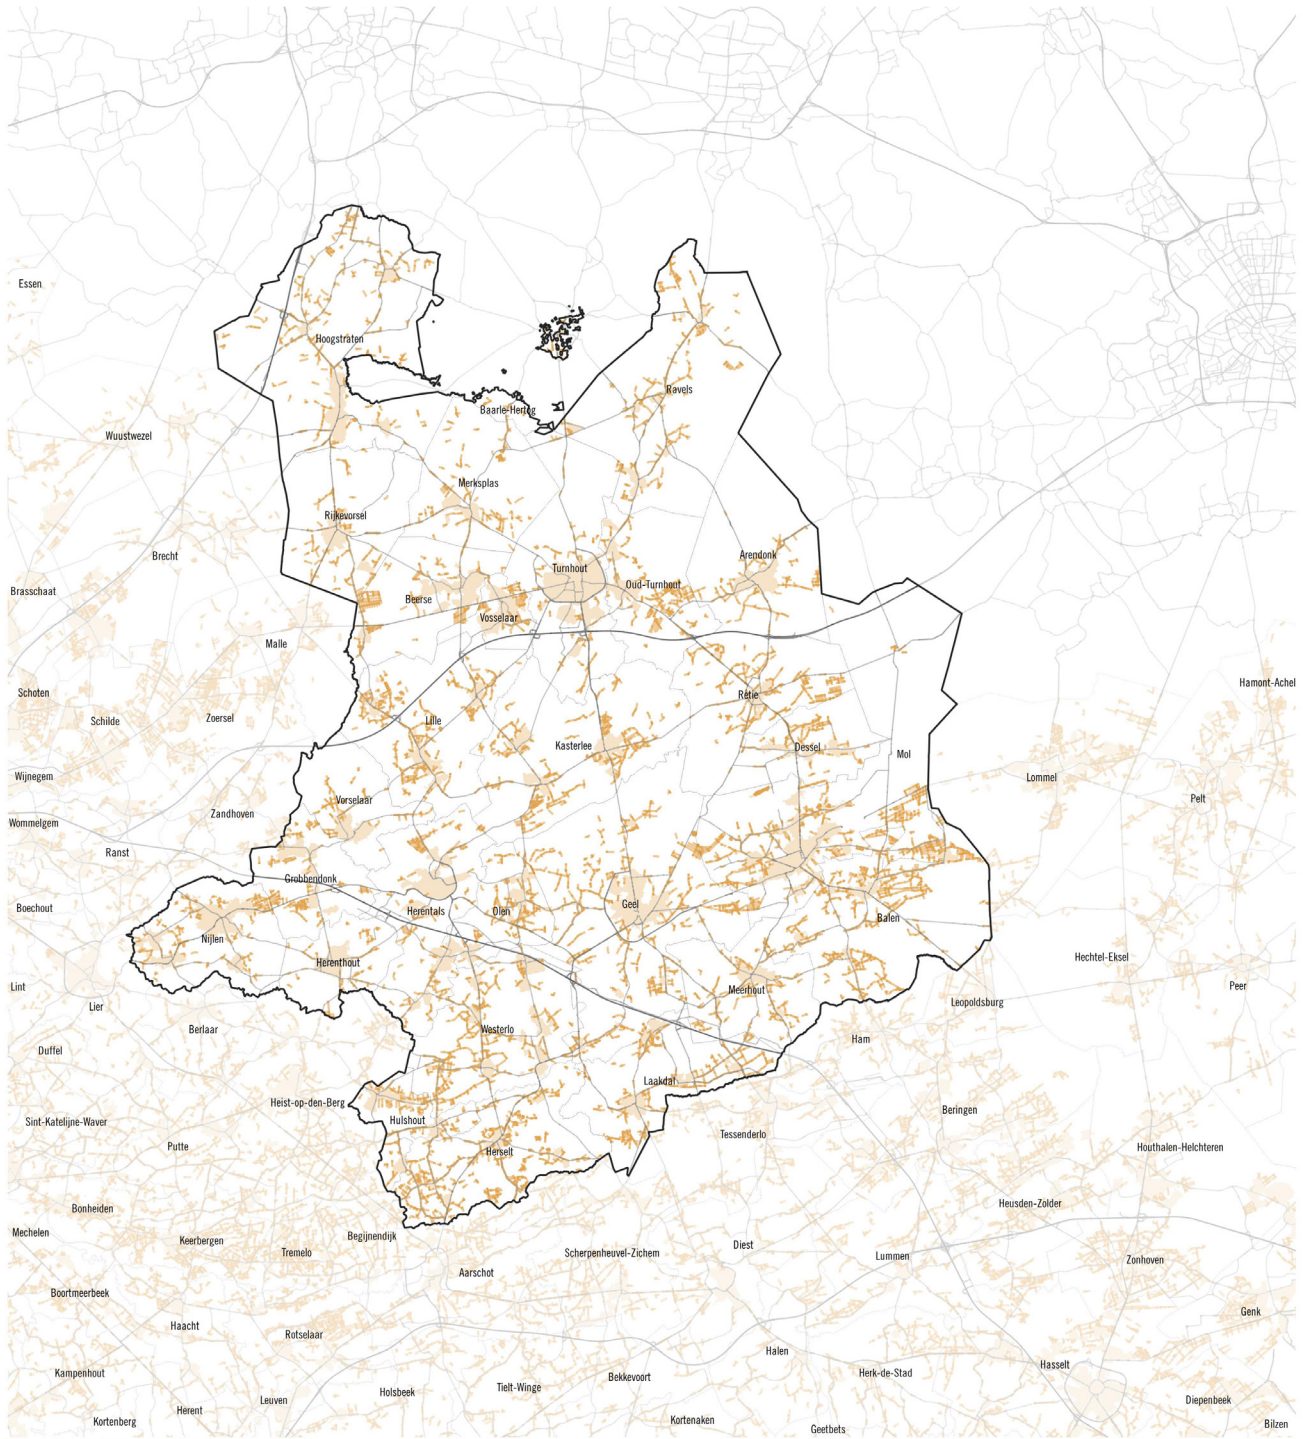 Essen
Hoogstraten
Ravels
Baarle-Hertog
Wuustwezel
Merksplas
Rijkevorsel
Brecht
Arendonk
Turnhout
Oud-Turnhout
Brasschaat
Beerse
Vosselaar
Malle
Hamont-Achel
Schoten
Retie
Schilde
Zoersel
Lille
Kasterlee
Dessel
Mol
Wijnegem
Lommel
Pelt
Vorselaar
Zandhoven
Wommelgem
Ranst
Grobbendonk
Geel
Boechout
Herentals
Olen
Balen
Nijlen
Hechtel-Eksel
Herenthout
Lint
Meerhout
Peer
Leopoldsburg
Lier
Berlaar
Westerlo
Ham
Duffel
Laakdal
Heist-op-den-Berg
Beringen
Sint-Katelijne-Waver
Hulshout
Tessenderlo
Putte
Houthalen-Helchteren
Herselt
Heusden-Zolder
Bonheiden
Mechelen
Begijnendijk
Keerbergen
Tremelo
Scherpenheuvel-Zichem
Diest
Lummen
Zonhoven
Aarschot
Boortmeerbeek
Genk
Haacht
Rotselaar
Halen
Hasselt
Kampenhout
Bekkevoort
Herk-de-Stad
Tielt-Winge
Holsbeek
Leuven
Diepenbeek
Herent
Kortenberg
Kortenaken
Bilzen
Geetbets